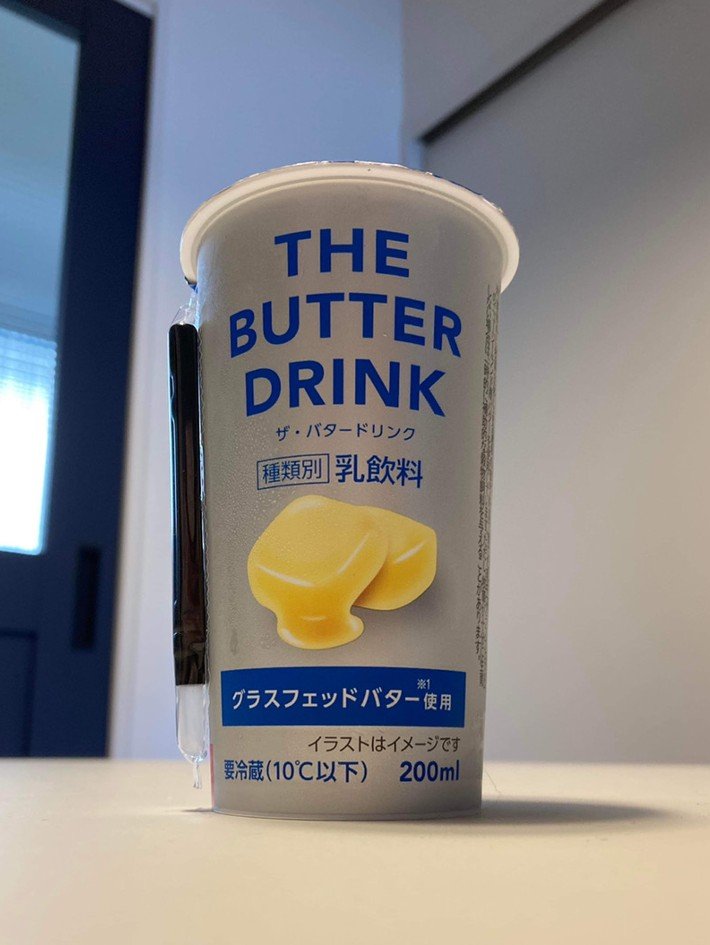 THE
BUTTER
DRINK
ザ・バタードリンク
種類別 乳飲料
グラスフェッドバター※1使用
イラストはイメージです
要冷蔵(10℃以下) 200ml